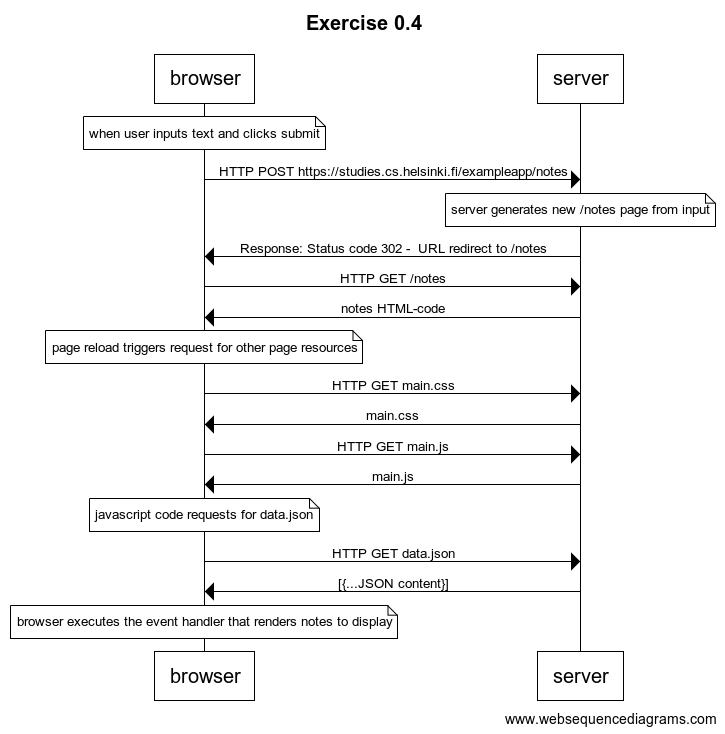 Exercise 0.4
browser server
when user inputs text and clicks submit
HTTP POST https://studies.cs.helsinki.fi/exampleapp/notes
server generates new /notes page from input
Response: Status code 302 -  URL redirect to /notes
HTTP GET /notes
notes HTML-code
page reload triggers request for other page resources
HTTP GET main.css
main.css
HTTP GET main.js
main.js
javascript code requests for data.json
HTTP GET data.json
[{...JSON content}]
browser executes the event handler that renders notes to display
browser server
www.websequencediagrams.com